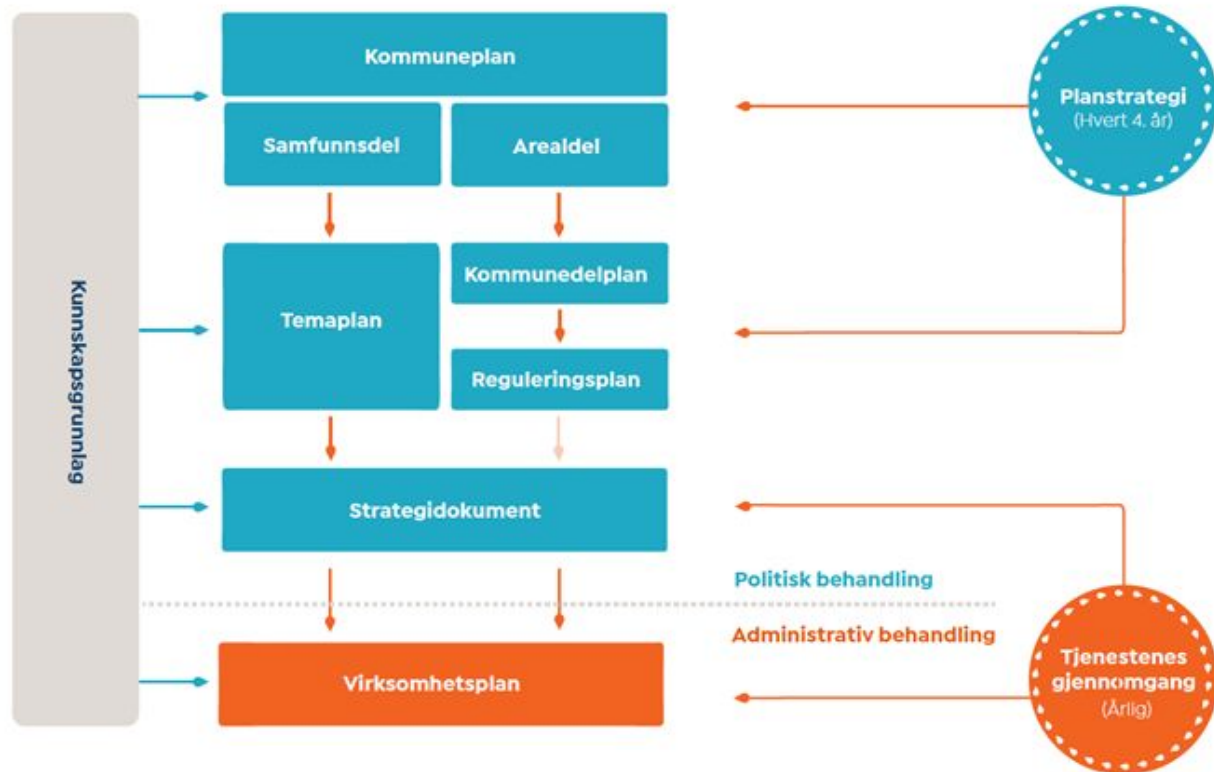 Kunnskapsgrunnlag
Kommuneplan
Samfunnsdel
Arealdel
Temaplan
Kommunedelplan
Reguleringsplan
Strategidokument
Virksomhetsplan
Planstrategi
(Hvert 4. år)
Politisk behandling
Administrativ behandling
Tjenestenes
gjennomgang
(Årlig)